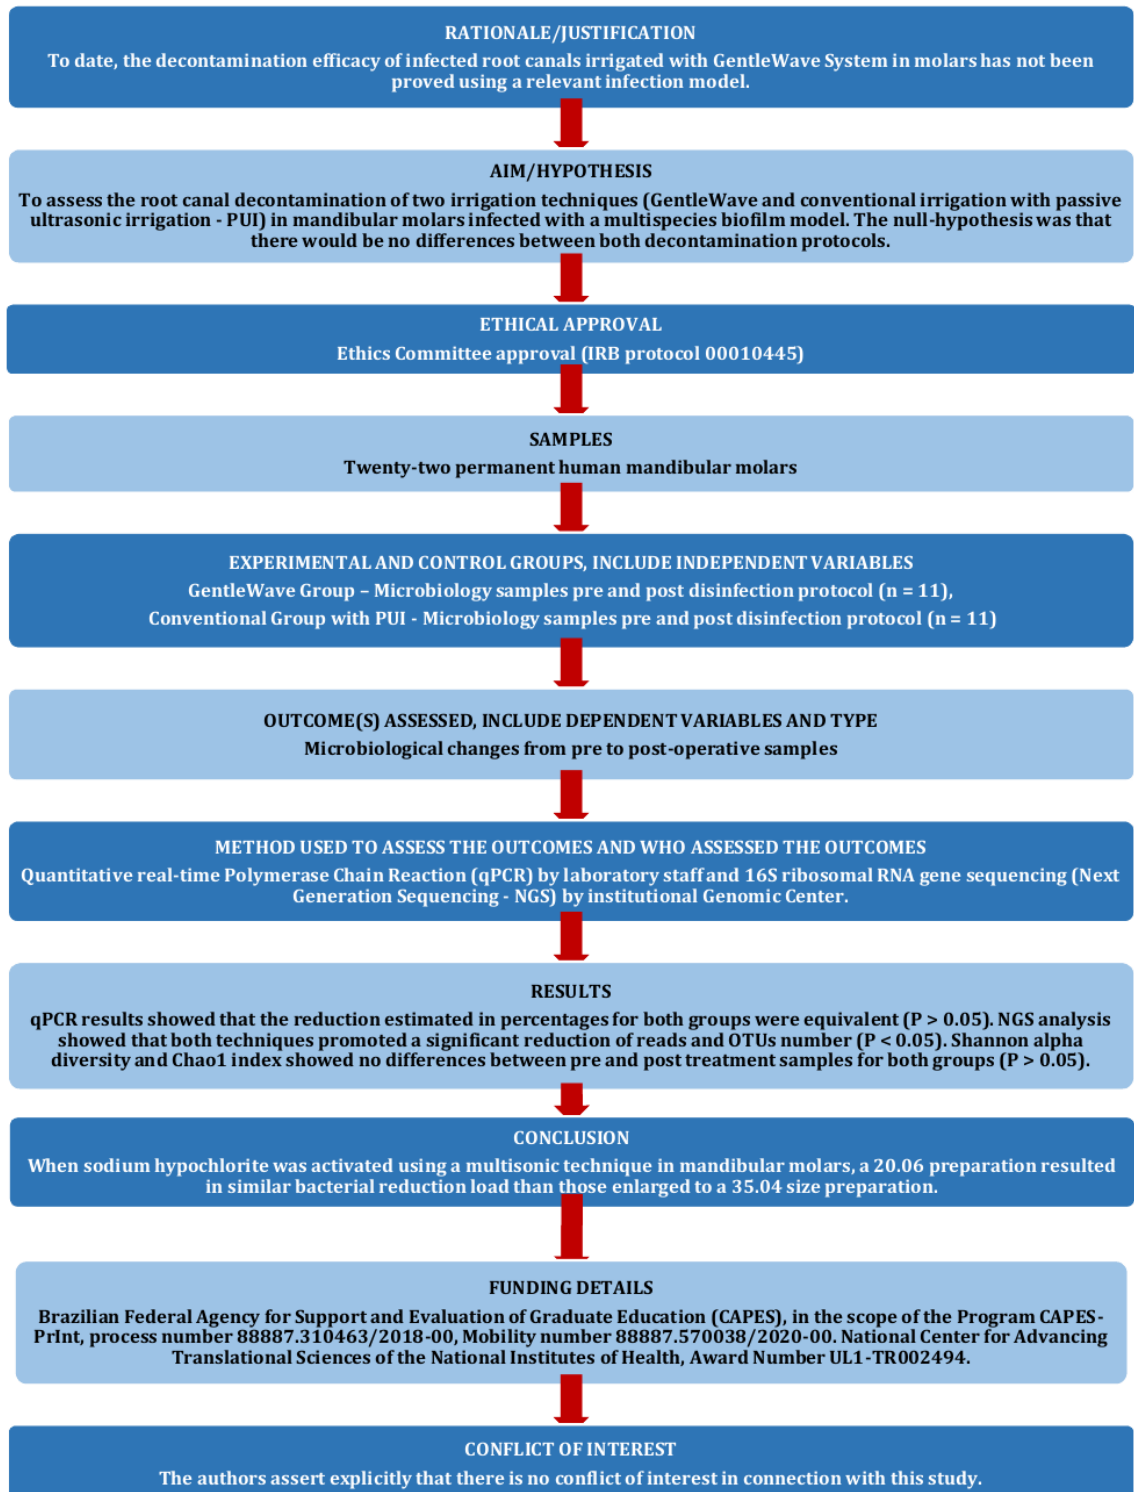 RATIONALE/JUSTIFICATION
To date, the decontamination efficacy of infected root canals irrigated with GentleWave System in molars has not been
proved using a relevant infection model.
AIM/HYPOTHESIS
To assess the root canal decontamination of two irrigation techniques (GentleWave and conventional irrigation with passive
ultrasonic irrigation - PUI) in mandibular molars infected with a multispecies biofilm model. The null-hypothesis was that
there would be no differences between both decontamination protocols.
ETHICAL APPROVAL
Ethics Committee approval (IRB protocol 00010445)
SAMPLES
Twenty-two permanent human mandibular molars
EXPERIMENTAL AND CONTROL GROUPS, INCLUDE INDEPENDENT VARIABLES
GentleWave Group – Microbiology samples pre and post disinfection protocol (n = 11),
Conventional Group with PUI - Microbiology samples pre and post disinfection protocol (n = 11)
OUTCOME(S) ASSESSED, INCLUDE DEPENDENT VARIABLES AND TYPE
Microbiological changes from pre to post-operative samples
METHOD USED TO ASSESS THE OUTCOMES AND WHO ASSESSED THE OUTCOMES
Quantitative real-time Polymerase Chain Reaction (qPCR) by laboratory staff and 16S ribosomal RNA gene sequencing (Next
Generation Sequencing - NGS) by institutional Genomic Center.
RESULTS
qPCR results showed that the reduction estimated in percentages for both groups were equivalent (P > 0.05). NGS analysis
showed that both techniques promoted a significant reduction of reads and OTUs number (P < 0.05). Shannon alpha
diversity and Chao1 index showed no differences between pre and post treatment samples for both groups (P > 0.05).
CONCLUSION
When sodium hypochlorite was activated using a multisonic technique in mandibular molars, a 20.06 preparation resulted
in similar bacterial reduction load than those enlarged to a 35.04 size preparation.
FUNDING DETAILS
Brazilian Federal Agency for Support and Evaluation of Graduate Education (CAPES), in the scope of the Program CAPES-
PrInt, process number 88887.310463/2018-00, Mobility number 88887.570038/2020-00. National Center for Advancing
Translational Sciences of the National Institutes of Health, Award Number UL1-TR002494.
CONFLICT OF INTEREST
The authors assert explicitly that there is no conflict of interest in connection with this study.